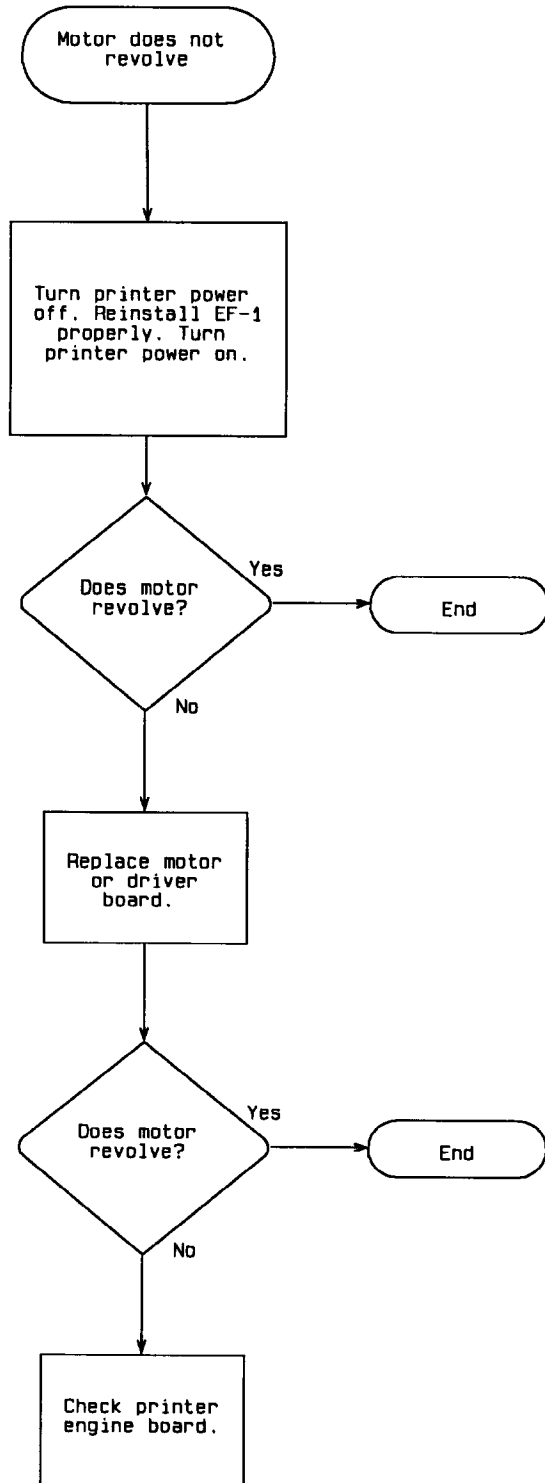 Motor does not
revolve
Turn printer power
off. Reinstall EF-1
properly. Turn
printer power on.
Does motor
revolve?
Yes
End
No
Replace motor
or driver
board.
Does motor
revolve?
Yes
End
No
Check printer
engine board.